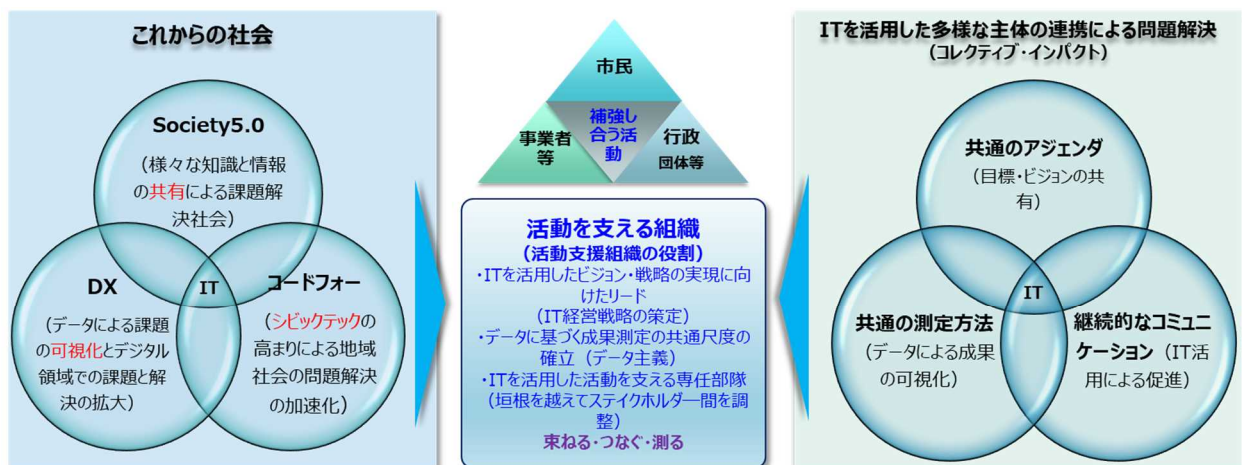 これからの社会
Society5.0
(様々な知識と情報
の共有による課題解
決社会)
DX
(データによる課題
の可視化とデジタル
領域での課題と解
決の拡大)
IT
コードフォー
(シビックテックの
高まりによる地域
社会の問題解決
の加速化)
市民
事業者
等
補強し
合う活
動
行政
団体等
活動を支える組織
(活動支援組織の役割)
・ITを活用したビジョン・戦略の実現に向
けたリード
(IT経営戦略の策定)
・データに基づく成果測定の共通尺度の
確立（データ主義）
・ITを活用した活動を支える専任部隊
(垣根を越えてステイクホルダー間を調
整)
束ねる・つなぐ・測る
ITを活用した多様な主体の連携による問題解決
(コレクティブ・インパクト)
共通のアジェンダ
(目標・ビジョンの共
有)
共通の測定方法
(データによる成果
の可視化)
IT
継続的なコミュニ
ケーション（IT活
用による促進)